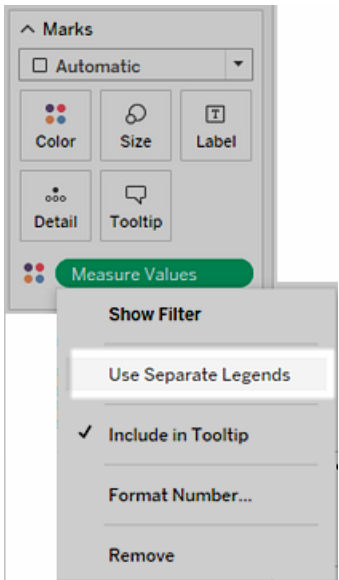 Marks
Automatic
Color Size Label
Detail Tooltip
Measure Values
Show Filter
Use Separate Legends
Include in Tooltip
Format Number...
Remove